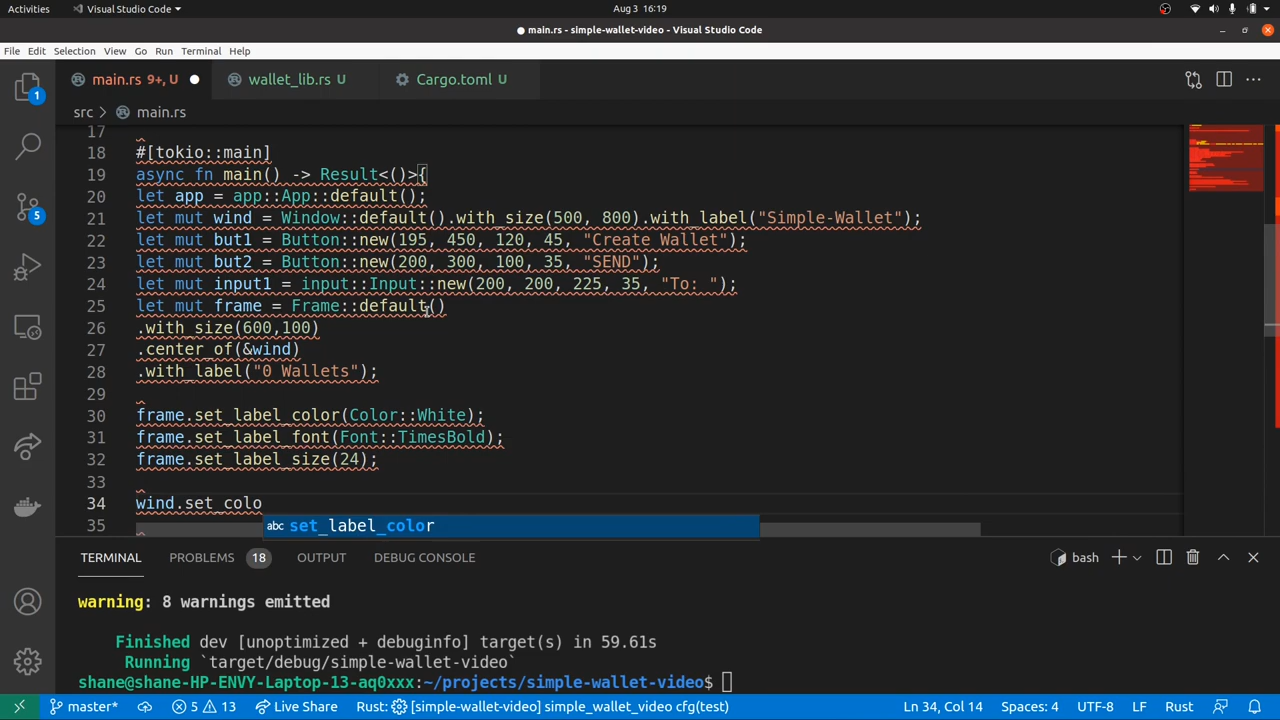 Activities
Visual Studio Code
Aug 3 16:19
main.rs - simple-wallet-video - Visual Studio Code
File Edit Selection View Go Run Terminal Help
main.rs 9+, U
wallet_lib.rs U
Cargo.toml U
src > main.rs
17
18 #[tokio::main]
19 async fn main() -> Result<()>{
20 let app = app::App::default();
21 let mut wind = Window::default().with_size(500, 800).with_label("Simple-Wallet");
22 let mut but1 = Button::new(195, 450, 120, 45, "Create Wallet");
23 let mut but2 = Button::new(200, 300, 100, 35, "SEND");
24 let mut input1 = input::Input::new(200, 200, 225, 35, "To: ");
25 let mut frame = Frame::default()
26 .with_size(600,100)
27 .center_of(&wind)
28 .with_label("0 Wallets");
29
30 frame.set_label_color(Color::White);
31 frame.set_label_font(Font::TimesBold);
32 frame.set_label_size(24);
33
34 wind.set_colo
abc set_label_color
35
1
5
TERMINAL PROBLEMS 18 OUTPUT DEBUG CONSOLE
bash
warning: 8 warnings emitted
Finished dev [unoptimized + debuginfo] target(s) in 59.61s
Running `target/debug/simple-wallet-video`
shane@shane-HP-ENVY-Laptop-13-aq0xxx:~/projects/simple-wallet-video$
master* 5 13 Live Share Rust: [simple-wallet-video] simple_wallet_video cfg(test) Ln 34, Col 14 Spaces: 4 UTF-8 LF Rust